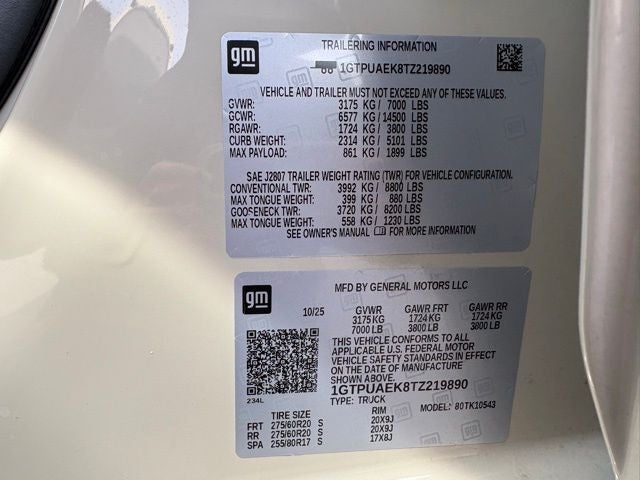 gm
TRAILERING INFORMATION
1GTPUAEK8TZ219890
VEHICLE AND TRAILER MUST NOT EXCEED ANY OF THESE VALUES.
GVWR: 3175 KG / 7000 LBS
GCWR: 6577 KG / 14500 LBS
RGAWR: 1724 KG / 3800 LBS
CURB WEIGHT: 2314 KG / 5101 LBS
MAX PAYLOAD: 861 KG / 1899 LBS
SAE J2807 TRAILER WEIGHT RATING (TWR) FOR VEHICLE CONFIGURATION.
CONVENTIONAL TWR: 3992 KG / 8800 LBS
MAX TONGUE WEIGHT: 399 KG / 880 LBS
GOOSENECK TWR: 3720 KG / 8200 LBS
MAX TONGUE WEIGHT: 558 KG / 1230 LBS
SEE OWNER'S MANUAL FOR MORE INFORMATION
gm
MFD BY GENERAL MOTORS LLC
10/25 GVWR GAWR FRT GAWR RR
3175 KG 1724 KG 1724 KG
7000 LB 3800 LB 3800 LB
THIS VEHICLE CONFORMS TO ALL
APPLICABLE U.S. FEDERAL MOTOR
VEHICLE SAFETY STANDARDS IN EFFECT
ON THE DATE OF MANUFACTURE
SHOWN ABOVE.
1GTPUAEK8TZ219890
234L TYPE: TRUCK MODEL: 80TK10543
TIRE SIZE RIM
FRT 275/60R20 S 20X9J
RR 275/60R20 S 20X9J
SPA 255/80R17 S 17X8J